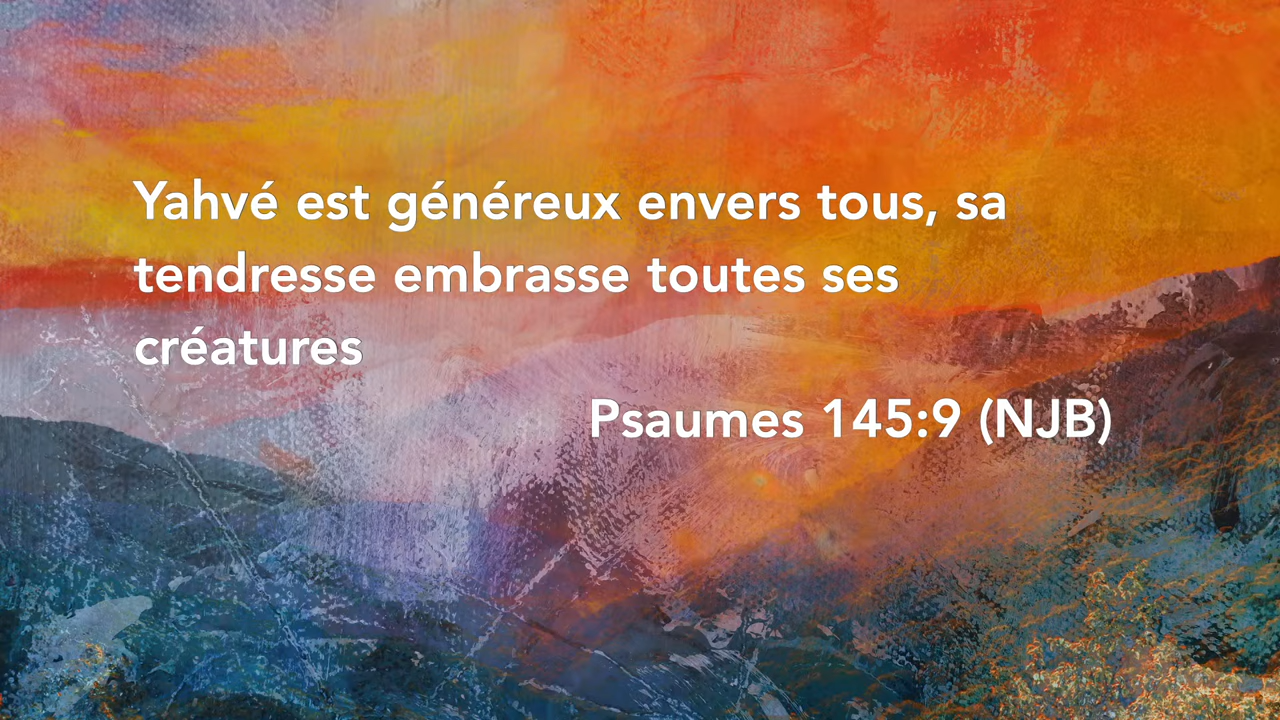 Yahvé est généreux envers tous, sa
tendresse embrasse toutes ses
créatures
Psaumes 145:9 (NJB)